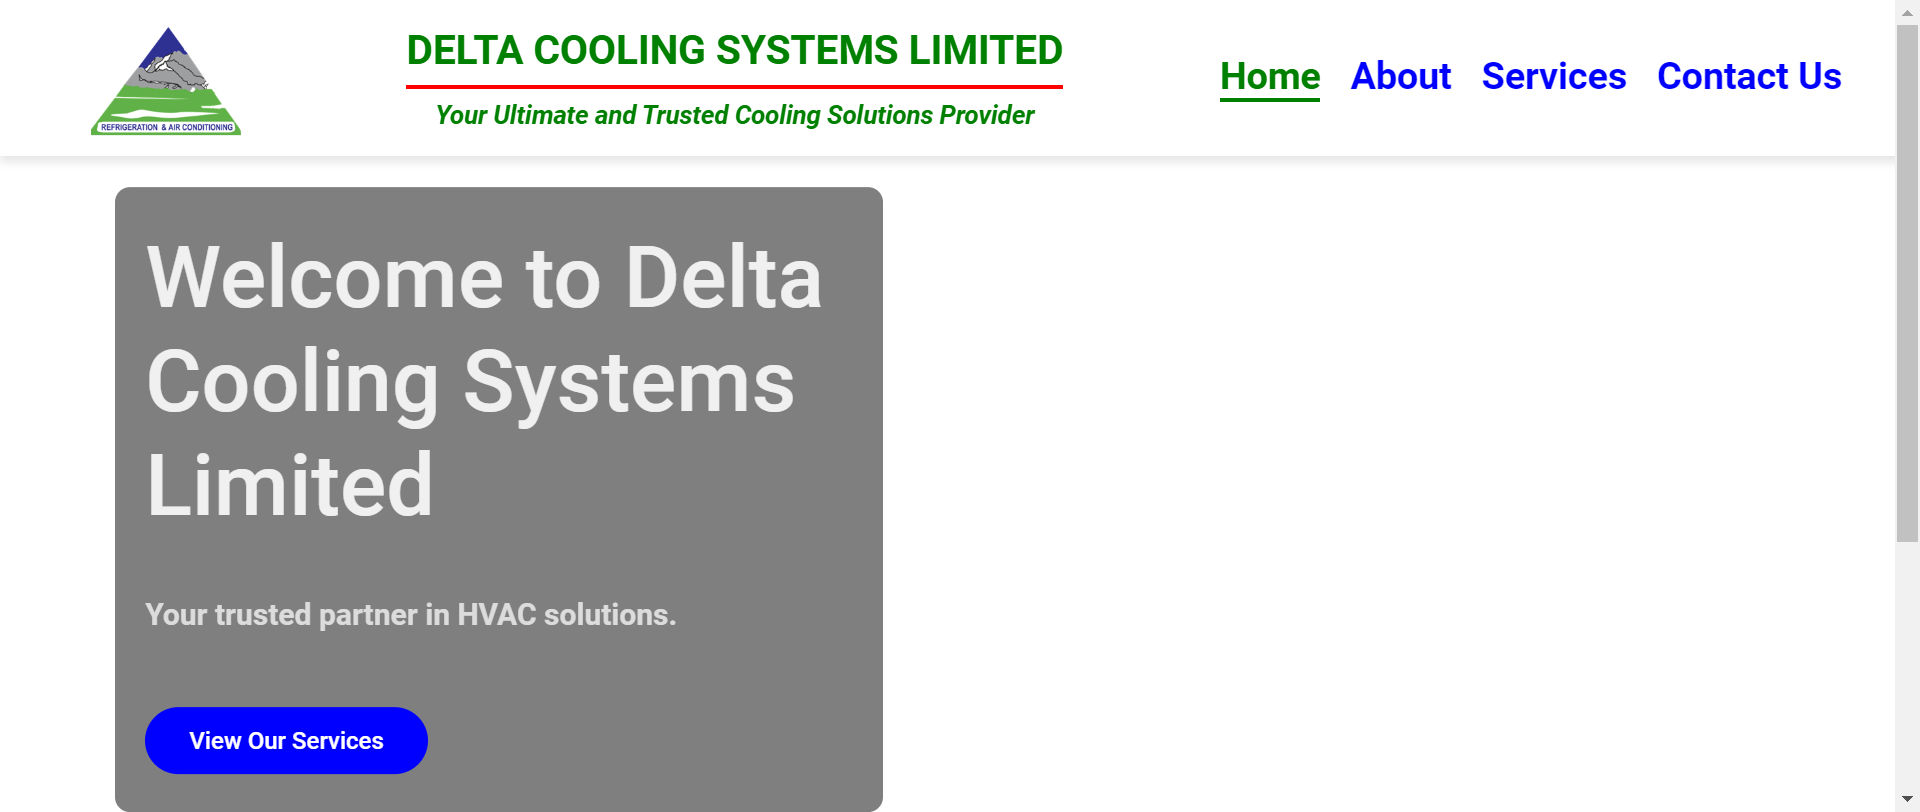 REFRIGERATION & AIR CONDITIONING
DELTA COOLING SYSTEMS LIMITED
Your Ultimate and Trusted Cooling Solutions Provider
Home About Services Contact Us
Welcome to Delta
Cooling Systems
Limited
Your trusted partner in HVAC solutions.
View Our Services